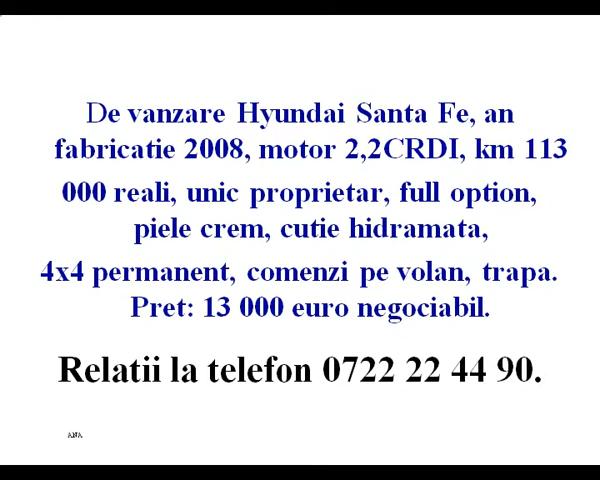 De vanzare Hyundai Santa Fe, an
fabricatie 2008, motor 2,2CRDI, km 113
000 reali, unic proprietar, full option,
piele crem, cutie hidramata,
4x4 permanent, comenzi pe volan, trapa.
Pret: 13 000 euro negociabil.
Relatii la telefon 0722 22 44 90.
ANA